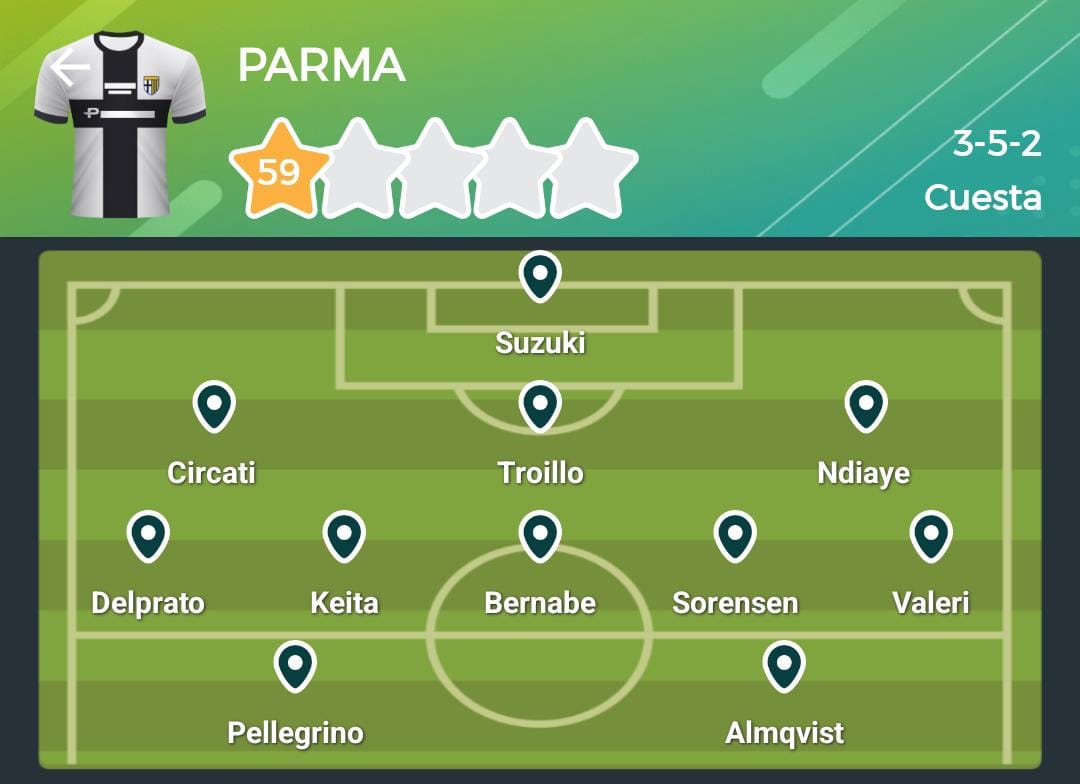 PARMA
59
3-5-2
Cuesta
Suzuki
Circati Troillo Ndiaye
Delprato Keita Bernabe Sorensen Valeri
Pellegrino Almqvist